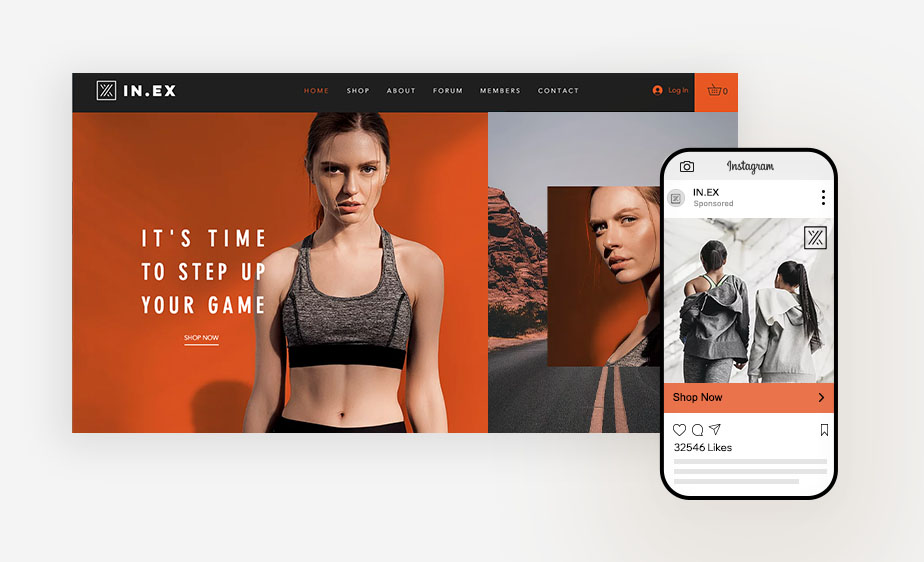 IN.EX
HOME SHOP ABOUT FORUM MEMBERS CONTACT
Log In
0
IT'S TIME
TO STEP UP
YOUR GAME
SHOP NOW
Instagram
IN.EX
Sponsored
Shop Now
32546 Likes